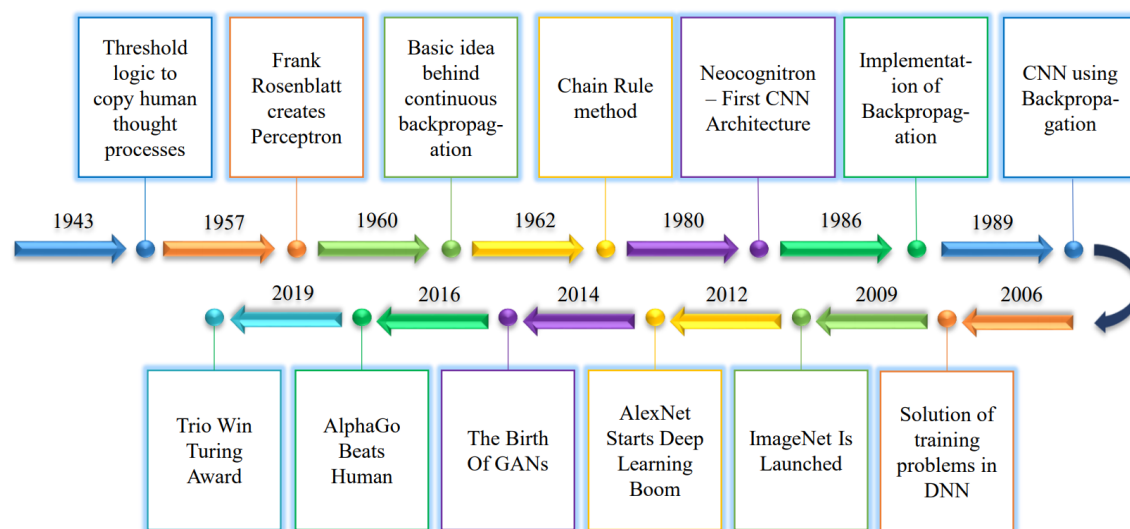 Threshold
logic to
copy human
thought
processes
Frank
Rosenblatt
creates
Perceptron
Basic idea
behind
continuous
backpropag-
ation
Chain Rule
method
Neocognitron
– First CNN
Architecture
Implementat-
ion of
Backpropag-
ation
CNN using
Backpropa-
gation
1943
1957
1960
1962
1980
1986
1989
2019
2016
2014
2012
2009
2006
Trio Win
Turing
Award
AlphaGo
Beats
Human
The Birth
Of GANs
AlexNet
Starts Deep
Learning
Boom
ImageNet Is
Launched
Solution of
training
problems in
DNN